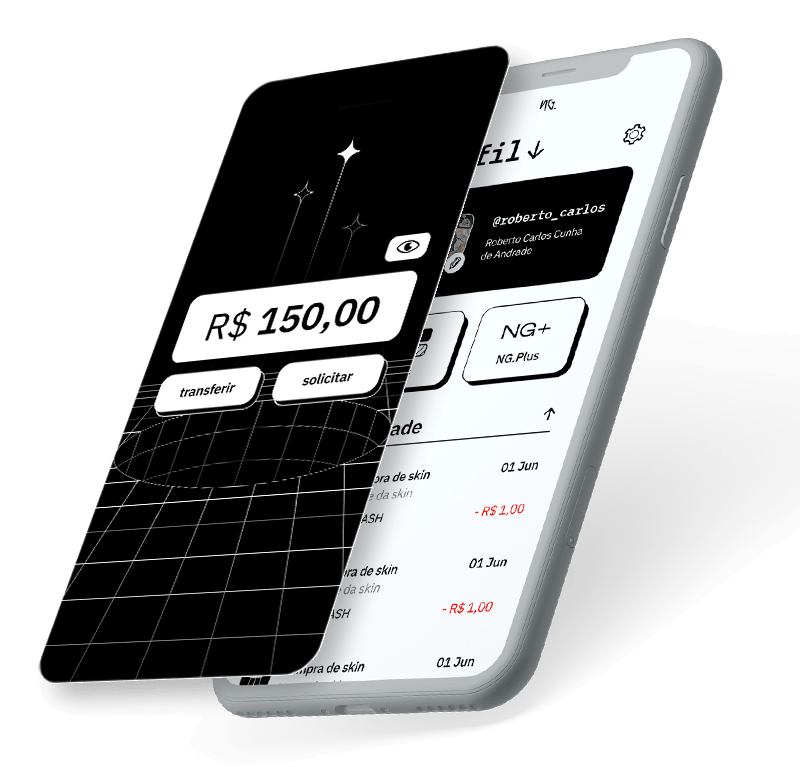 R$ 150,00
transferir
solicitar
NG.
fil
@roberto_carlos
Roberto Carlos Cunha
de Andrade
NG+
NG.Plus
ade
ra de skin
01 Jun
e da skin
ASH
- R$ 1,00
ra de skin
01 Jun
e da skin
ASH
- R$ 1,00
mpra de skin
01 Jun